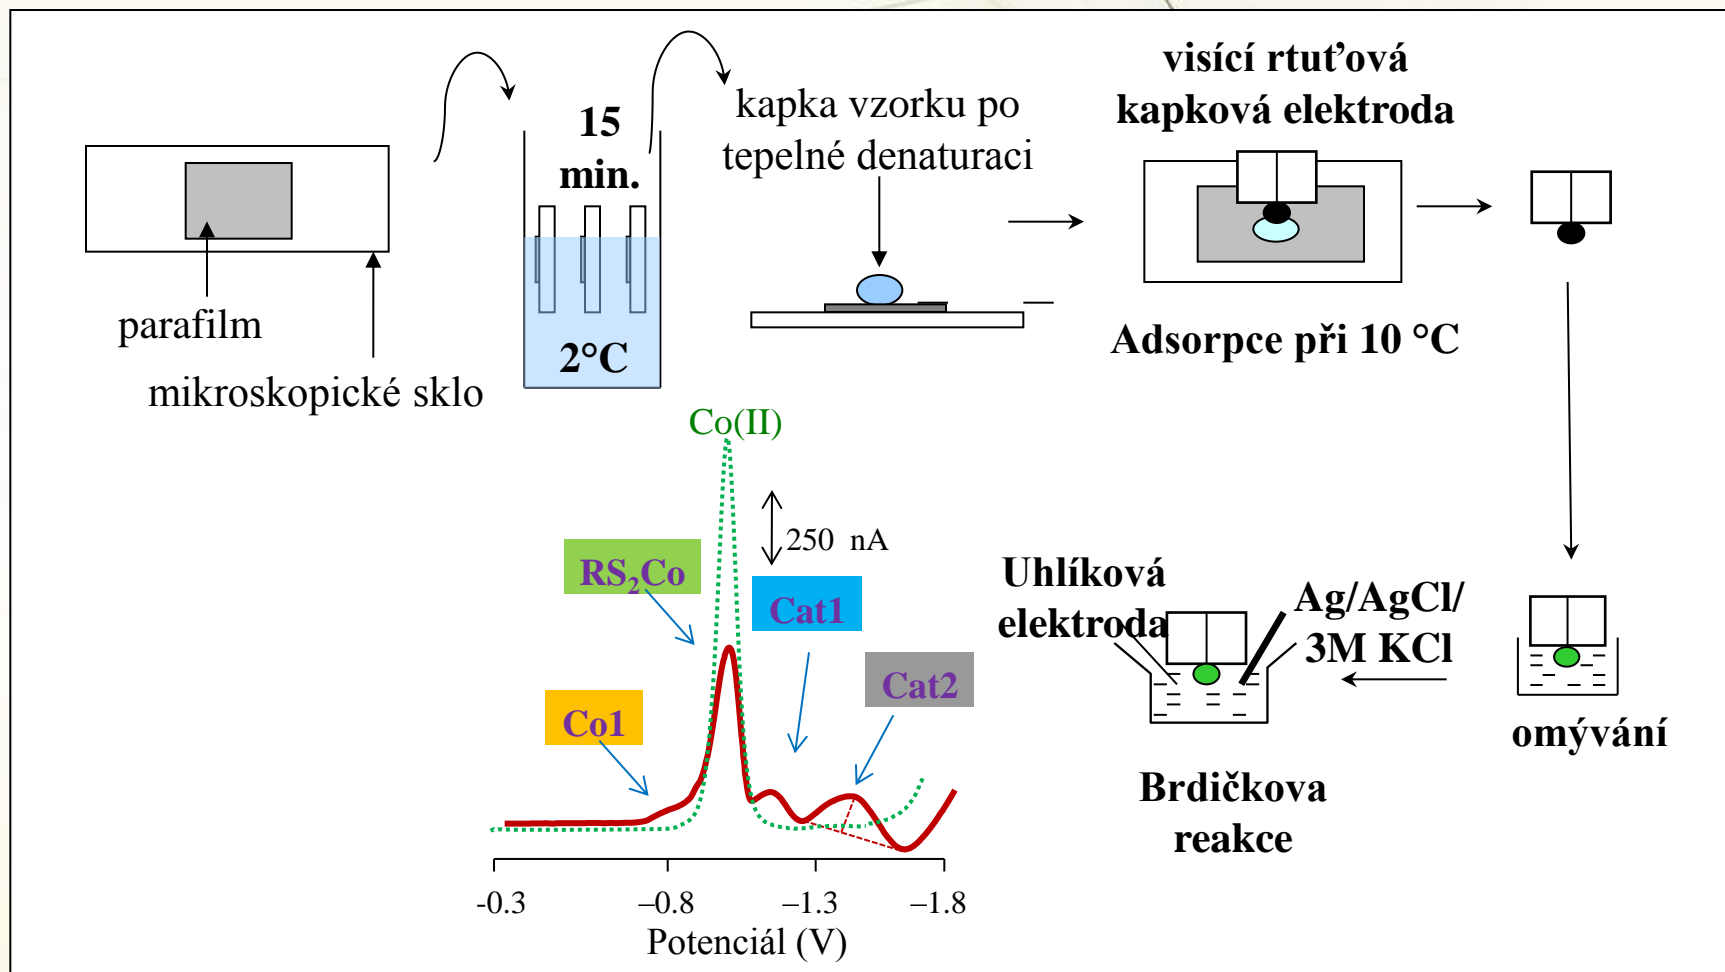 visící rtuťová
kapková elektroda
15
min.
kapka vzorku po
tepelné denaturaci
parafilm
2°C
Adsorpce při 10 °C
mikroskopické sklo
Co(II)
250 nA
RS₂Co
Cat1
Cat2
Co1
Uhlíková
elektroda
Ag/AgCl/
3M KCl
omývání
Brdičkova
reakce
-0.3
–0.8
–1.3
–1.8
Potenciál (V)